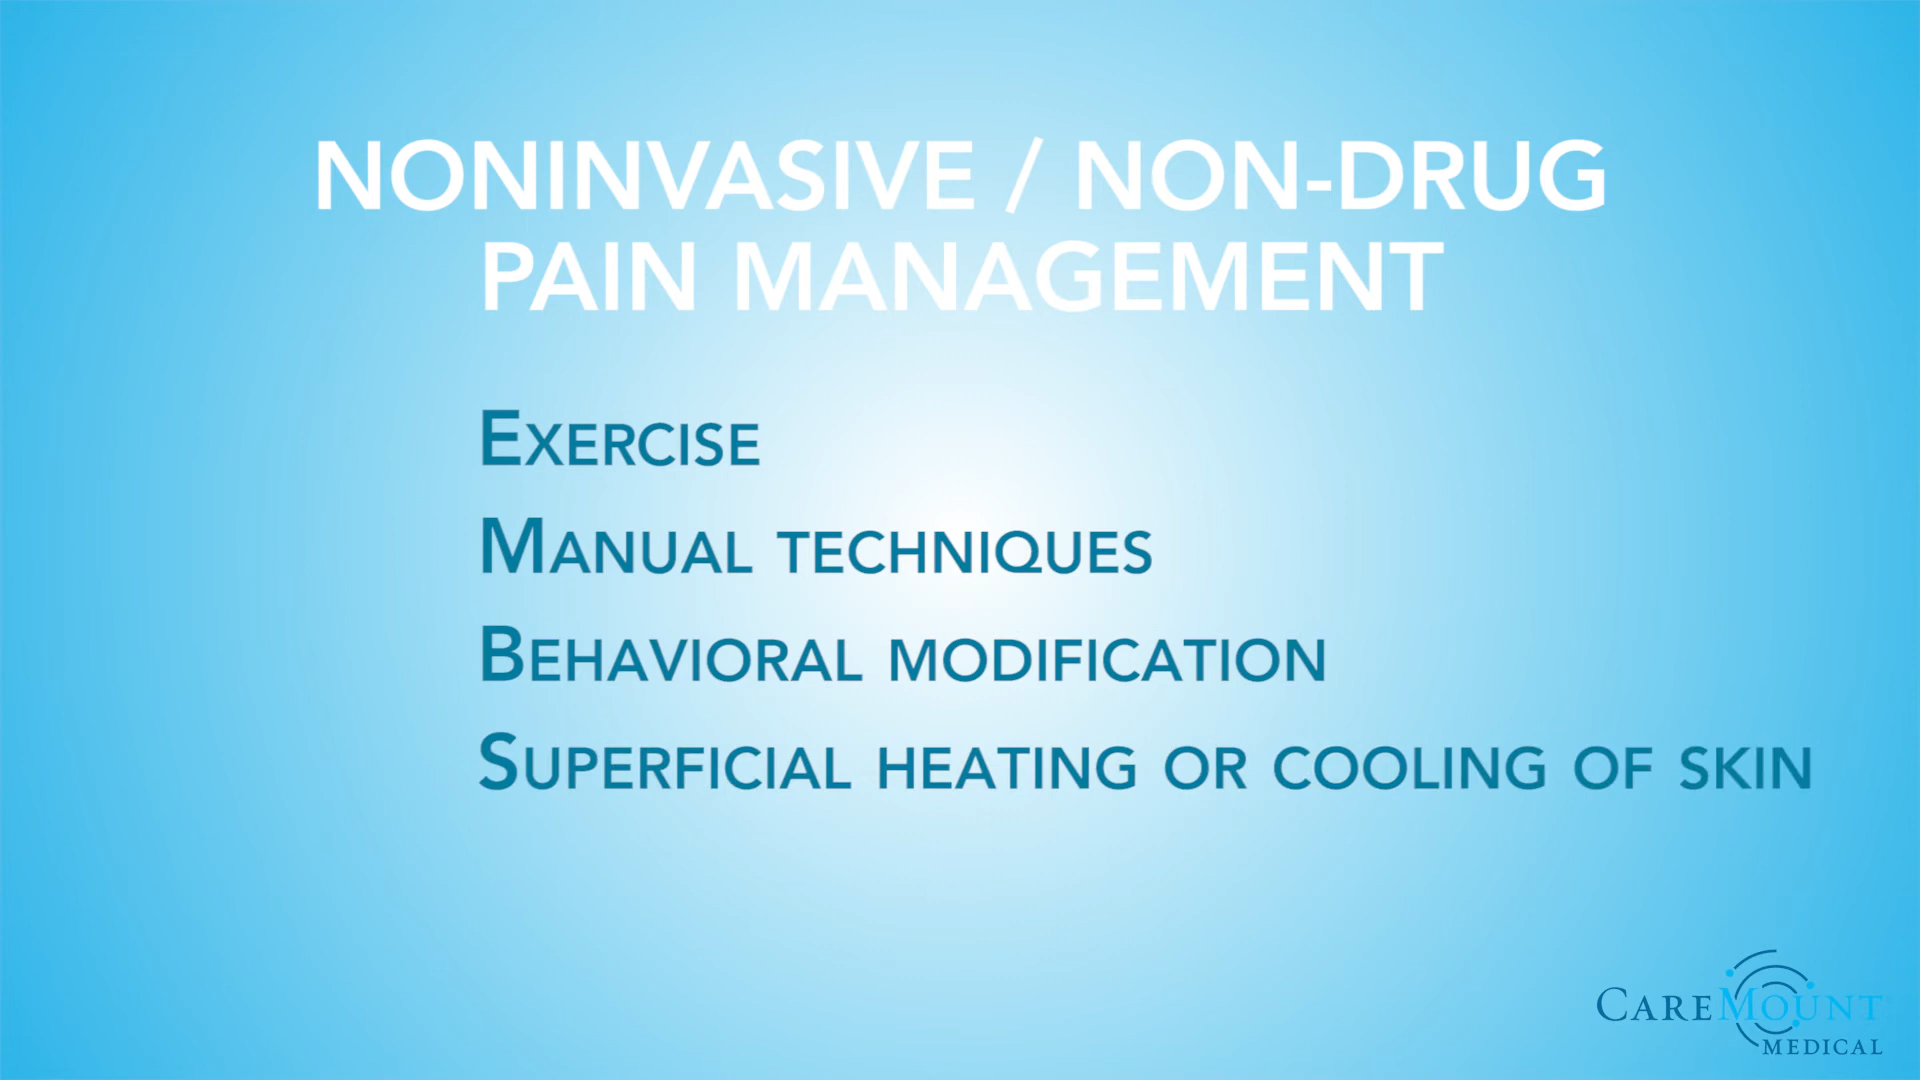 NONINVASIVE / NON-DRUG
PAIN MANAGEMENT
EXERCISE
MANUAL TECHNIQUES
BEHAVIORAL MODIFICATION
SUPERFICIAL HEATING OR COOLING OF SKIN
CAREMOUNT
MEDICAL